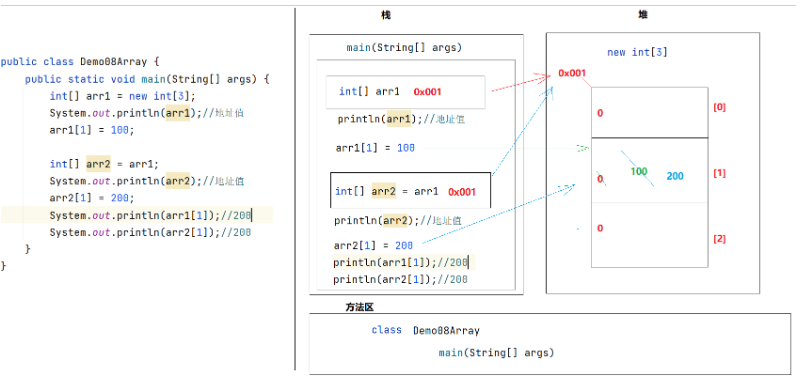 public class Demo08Array {
public static void main(String[] args) {
int[] arr1 = new int[3];
System.out.println(arr1);//地址值
arr1[1] = 100;
int[] arr2 = arr1;
System.out.println(arr2);//地址值
arr2[1] = 200;
System.out.println(arr1[1]);//200
System.out.println(arr2[1]);//200
}
}
栈
main(String[] args)
int[] arr1 0x001
println(arr1);//地址值
arr1[1] = 100
int[] arr2 = arr1 0x001
println(arr2);//地址值
arr2[1] = 200
println(arr1[1]);//200
println(arr2[1]);//200
堆
new int[3]
0x001
0 [0]
0 100 200 [1]
0 [2]
方法区
class Demo08Array
main(String[] args)